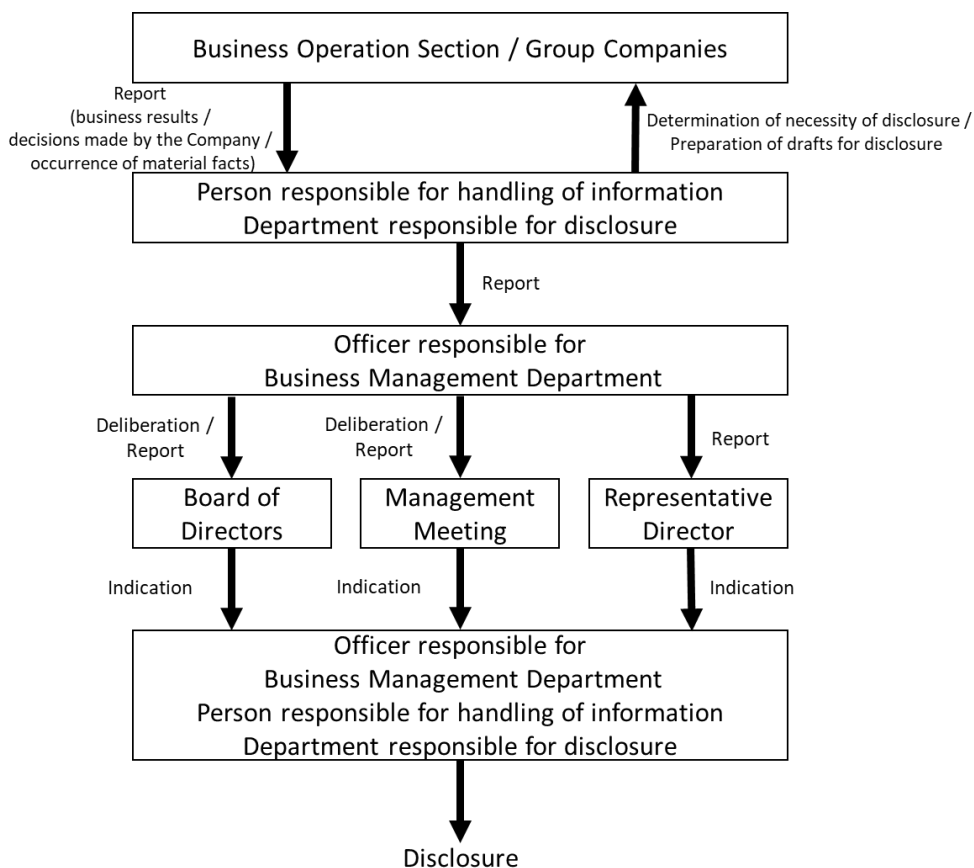 Business Operation Section / Group Companies
Report
(business results /
decisions made by the Company /
occurrence of material facts)
Determination of necessity of disclosure /
Preparation of drafts for disclosure
Person responsible for handling of information
Department responsible for disclosure
Report
Officer responsible for
Business Management Department
Deliberation /
Report
Deliberation /
Report
Report
Board of
Directors
Management
Meeting
Representative
Director
Indication
Indication
Indication
Officer responsible for
Business Management Department
Person responsible for handling of information
Department responsible for disclosure
Disclosure